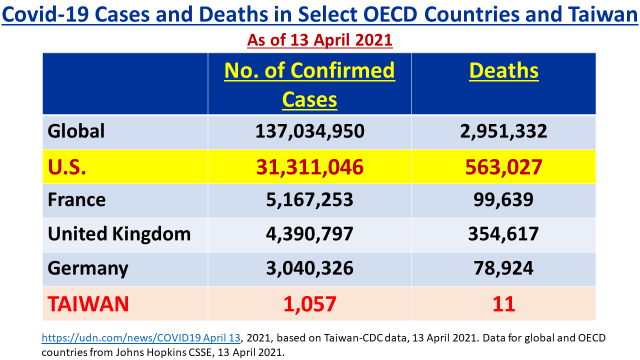 Covid-19 Cases and Deaths in Select OECD Countries and Taiwan
As of 13 April 2021
No. of Confirmed Cases Deaths
Global 137,034,950 2,951,332
U.S. 31,311,046 563,027
France 5,167,253 99,639
United Kingdom 4,390,797 354,617
Germany 3,040,326 78,924
TAIWAN 1,057 11
https://udn.com/news/COVID19 April 13, 2021, based on Taiwan-CDC data, 13 April 2021. Data for global and OECD
countries from Johns Hopkins CSSE, 13 April 2021.